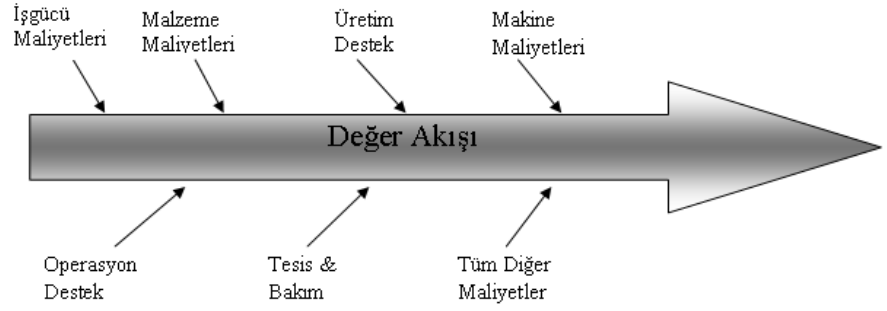 İşgücü
Maliyetleri
Malzeme
Maliyetleri
Üretim
Destek
Makine
Maliyetleri
Değer Akışı
Operasyon
Destek
Tesis &
Bakım
Tüm Diğer
Maliyetler